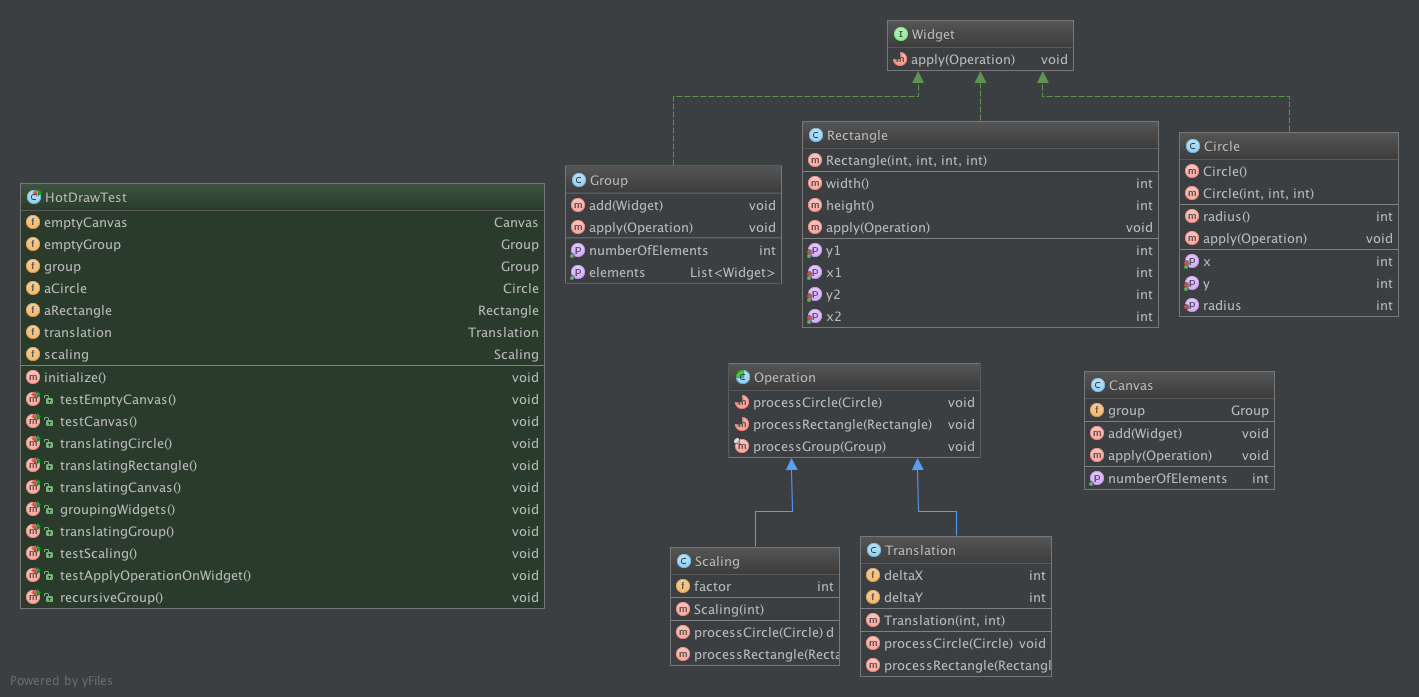 Widget
apply(Operation) void
Rectangle
Rectangle(int, int, int, int)
width() int
height() int
apply(Operation) void
y1 int
x1 int
y2 int
x2 int
Circle
Circle()
Circle(int, int, int)
radius() int
apply(Operation) void
x int
y int
radius int
Group
add(Widget) void
apply(Operation) void
numberOfElements int
elements List<Widget>
HotDrawTest
emptyCanvas Canvas
emptyGroup Group
group Group
aCircle Circle
aRectangle Rectangle
translation Translation
scaling Scaling
initialize() void
testEmptyCanvas() void
testCanvas() void
translatingCircle() void
translatingRectangle() void
translatingCanvas() void
groupingWidgets() void
translatingGroup() void
testScaling() void
testApplyOperationOnWidget() void
recursiveGroup() void
Operation
processCircle(Circle) void
processRectangle(Rectangle) void
processGroup(Group) void
Canvas
group Group
add(Widget) void
apply(Operation) void
numberOfElements int
Scaling
factor int
Scaling(int)
processCircle(Circle) d
processRectangle(Recta
Translation
deltaX int
deltaY int
Translation(int, int)
processCircle(Circle) void
processRectangle(Rectangl
Powered by yFiles